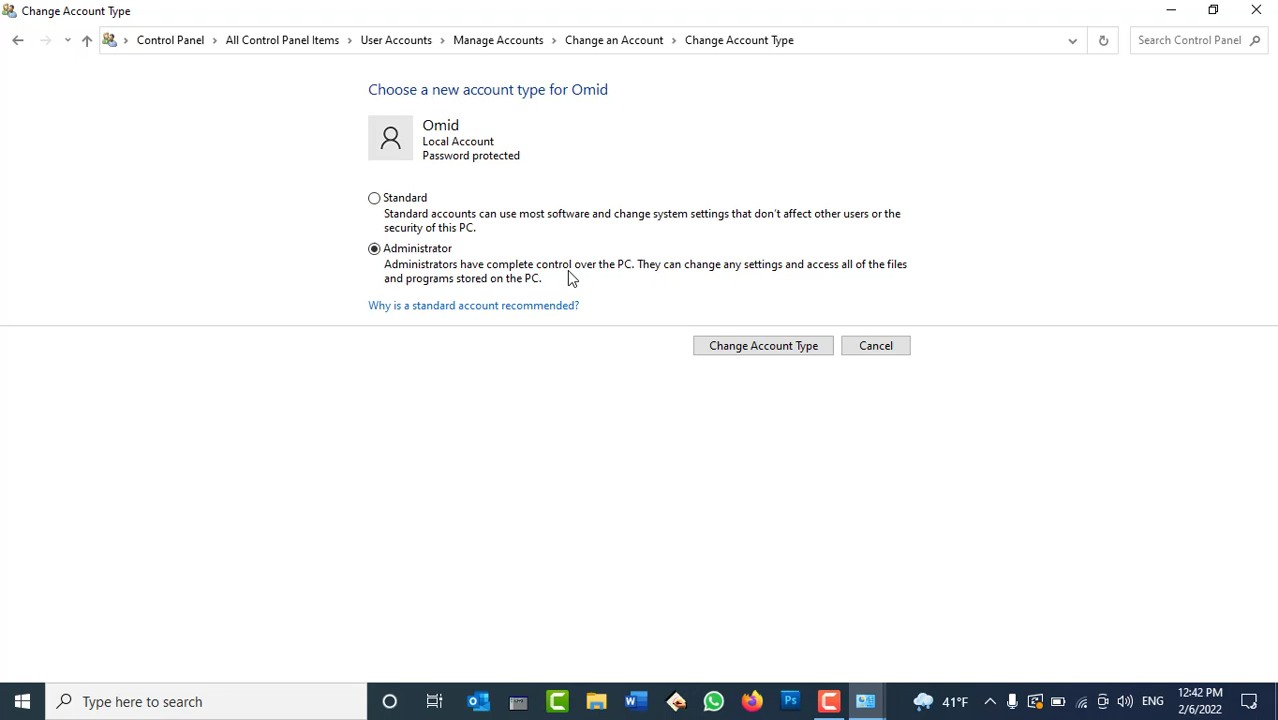 Change Account Type
Control Panel > All Control Panel Items > User Accounts > Manage Accounts > Change an Account > Change Account Type
Search Control Panel
Choose a new account type for Omid
Omid
Local Account
Password protected
Standard
Standard accounts can use most software and change system settings that don't affect other users or the
security of this PC.
Administrator
Administrators have complete control over the PC. They can change any settings and access all of the files
and programs stored on the PC.
Why is a standard account recommended?
Change Account Type
Cancel
Type here to search
W
Ps
41°F
ENG
12:42 PM
2/6/2022